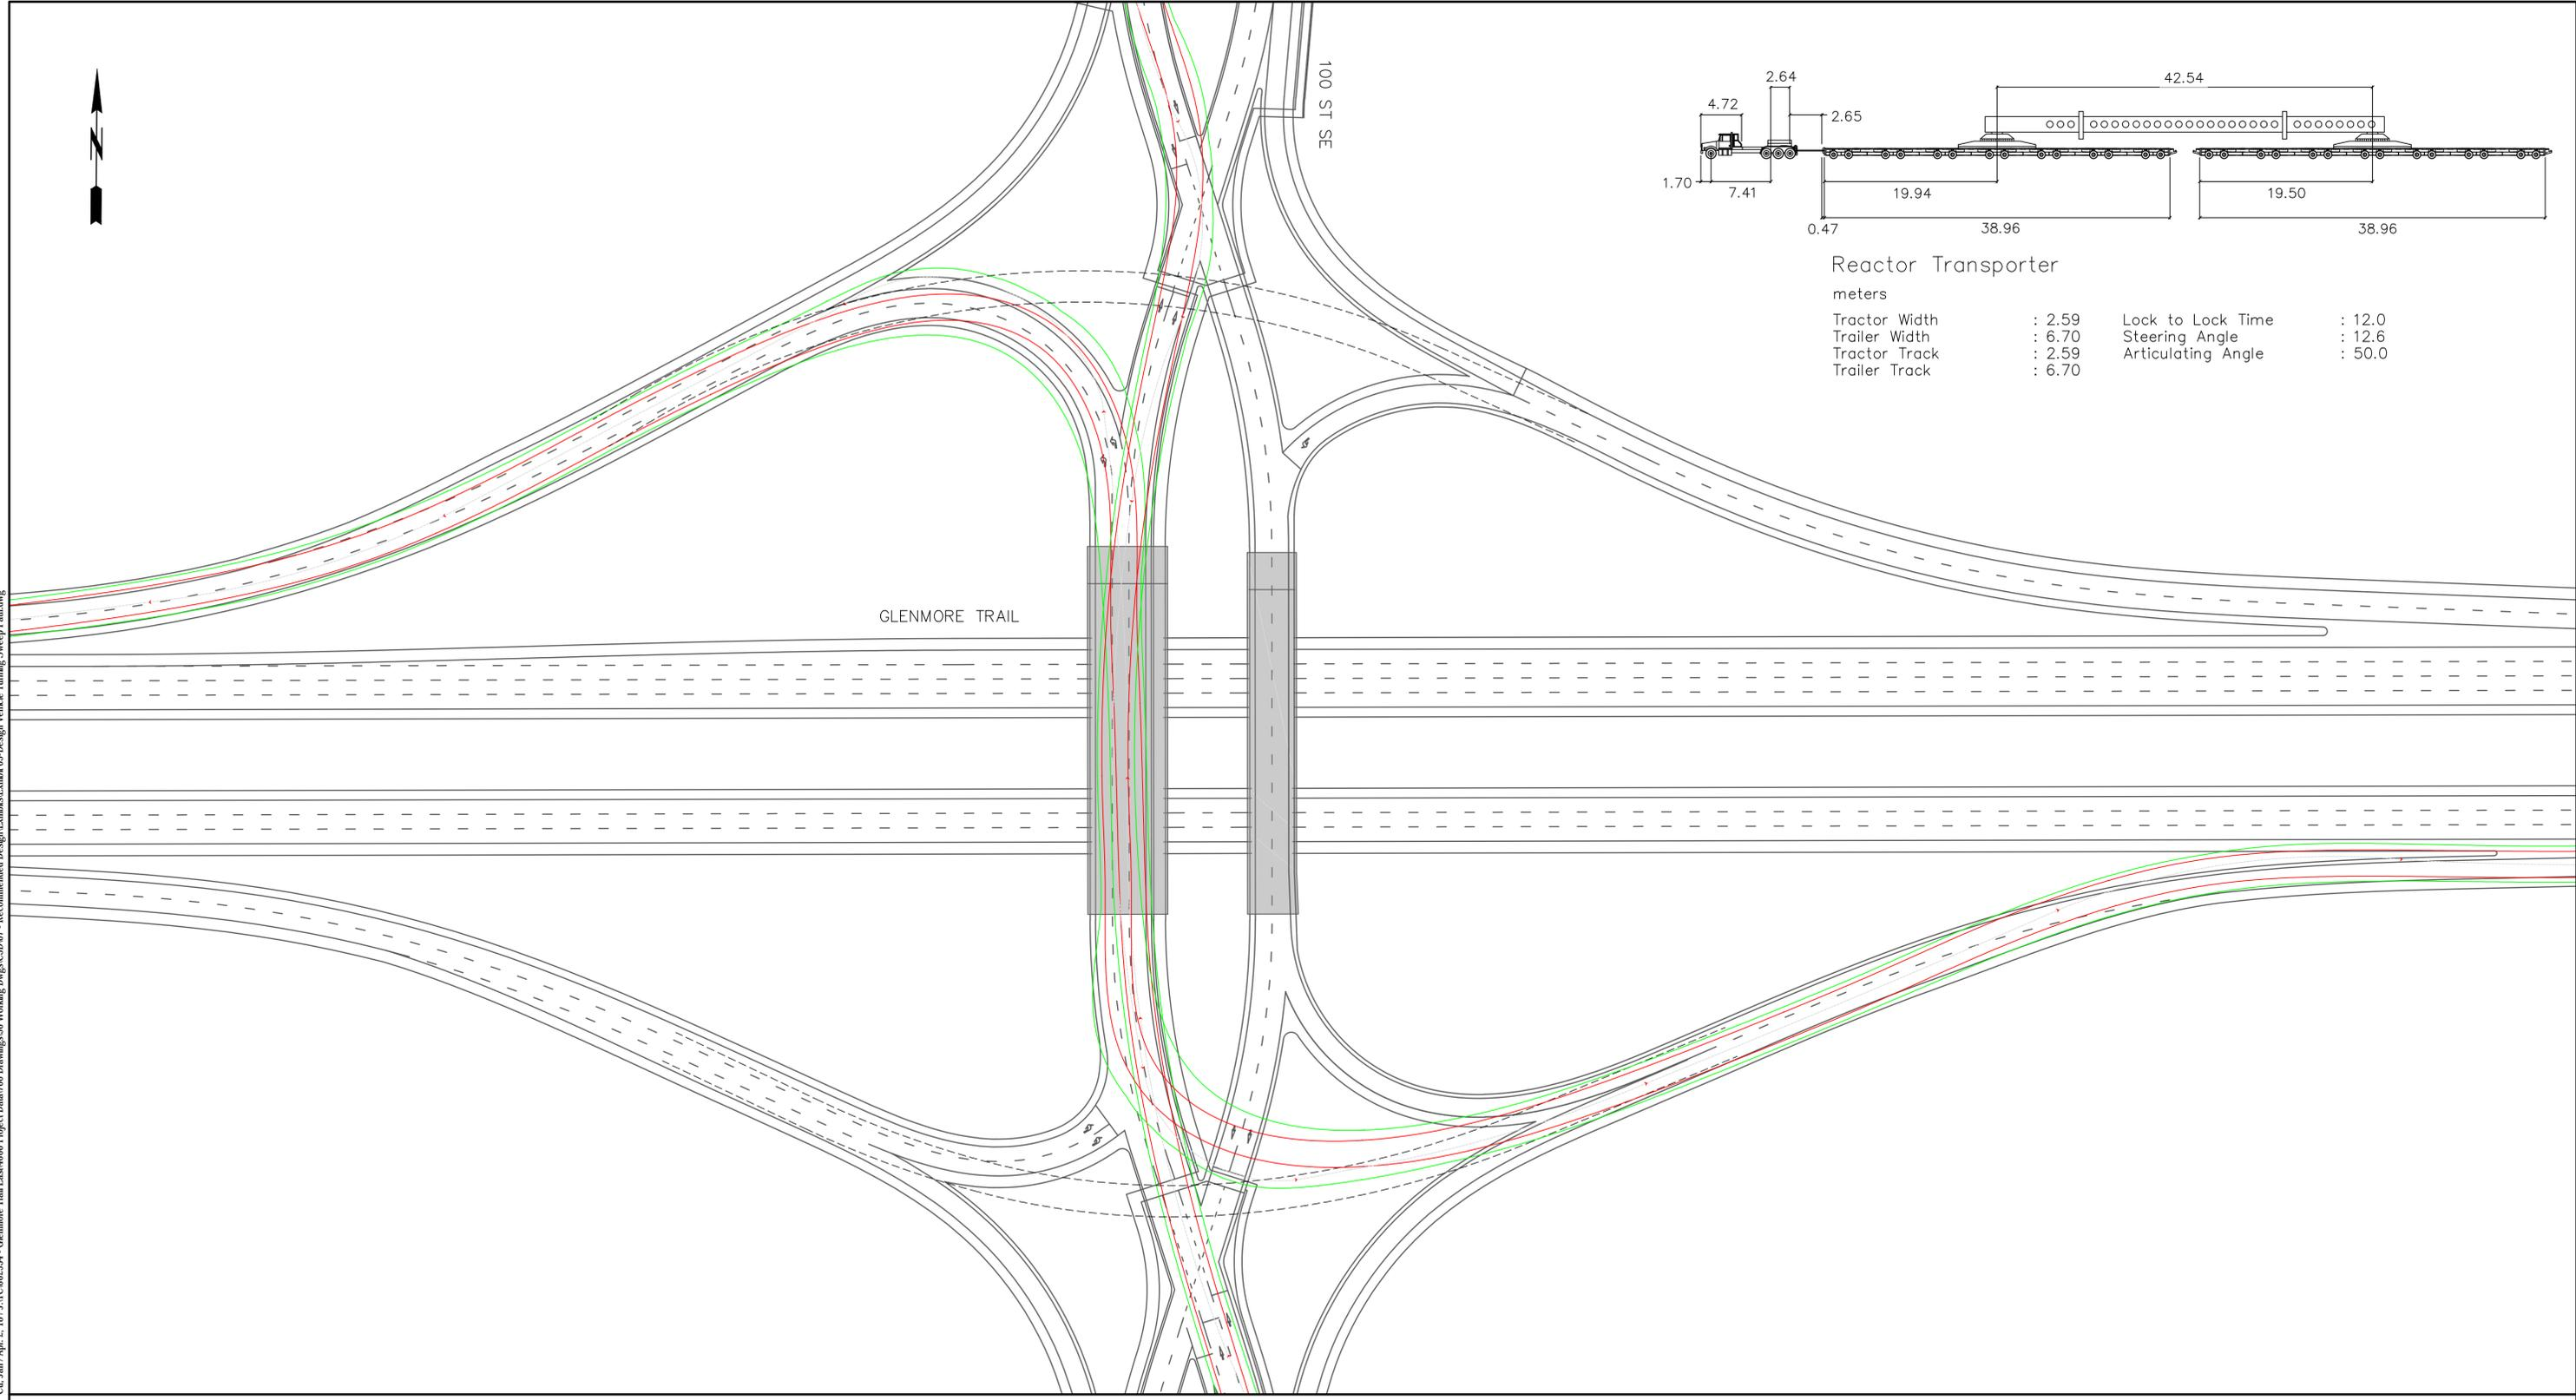 N
100 ST SE
2.64
42.54
4.72
2.65
1.70
7.41
19.94
19.50
0.47
38.96
38.96
Reactor Transporter
meters
Tractor Width : 2.59 Lock to Lock Time : 12.0
Trailer Width : 6.70 Steering Angle : 12.6
Tractor Track : 2.59 Articulating Angle : 50.0
Trailer Track : 6.70
GLENMORE TRAIL